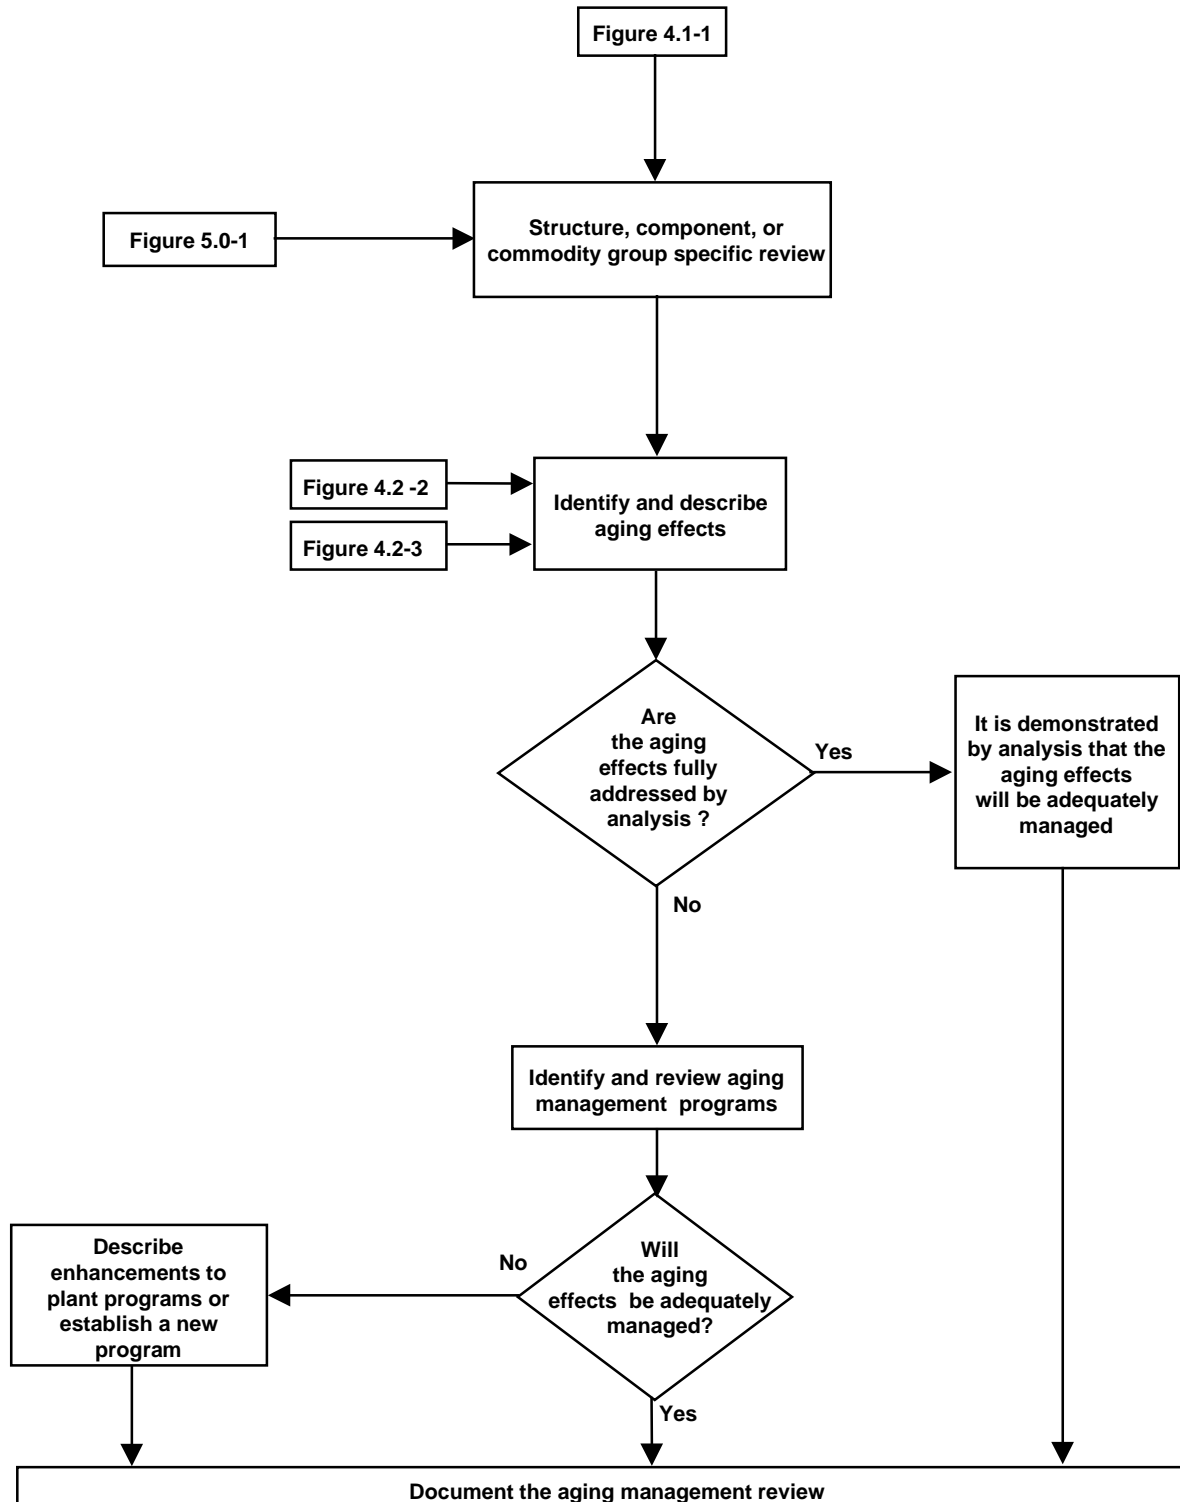 Figure 4.1-1
Structure, component, or
commodity group specific review
Figure 5.0-1
Figure 4.2 -2
Figure 4.2-3
Identify and describe
aging effects
Are
the aging
effects fully
addressed by
analysis ?
Yes
It is demonstrated
by analysis that the
aging effects
will be adequately
managed
No
Identify and review aging
management programs
Will
the aging
effects be adequately
managed?
No
Describe
enhancements to
plant programs or
establish a new
program
Yes
Document the aging management review